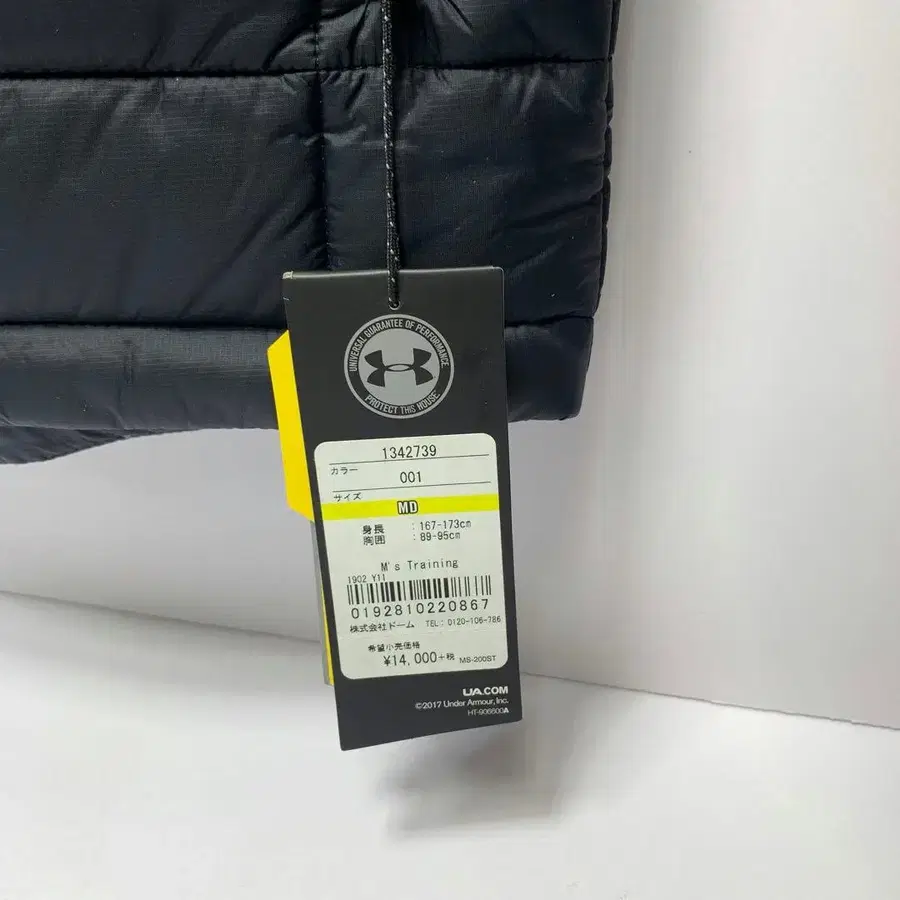 UNIVERSAL GUARANTEE OF PERFORMANCE
PROTECT THIS HOUSE
1342739
カラー
001
サイズ
MD
身長 : 167-173cm
胸囲 : 89-95cm
M's Training
1902 Y11
0192810220867
株式会社ドーム TEL: 0120-106-786
希望小売価格
¥14,000+税 MS-200ST
UA.COM
©2017 Under Armour, Inc.
HT-906600A